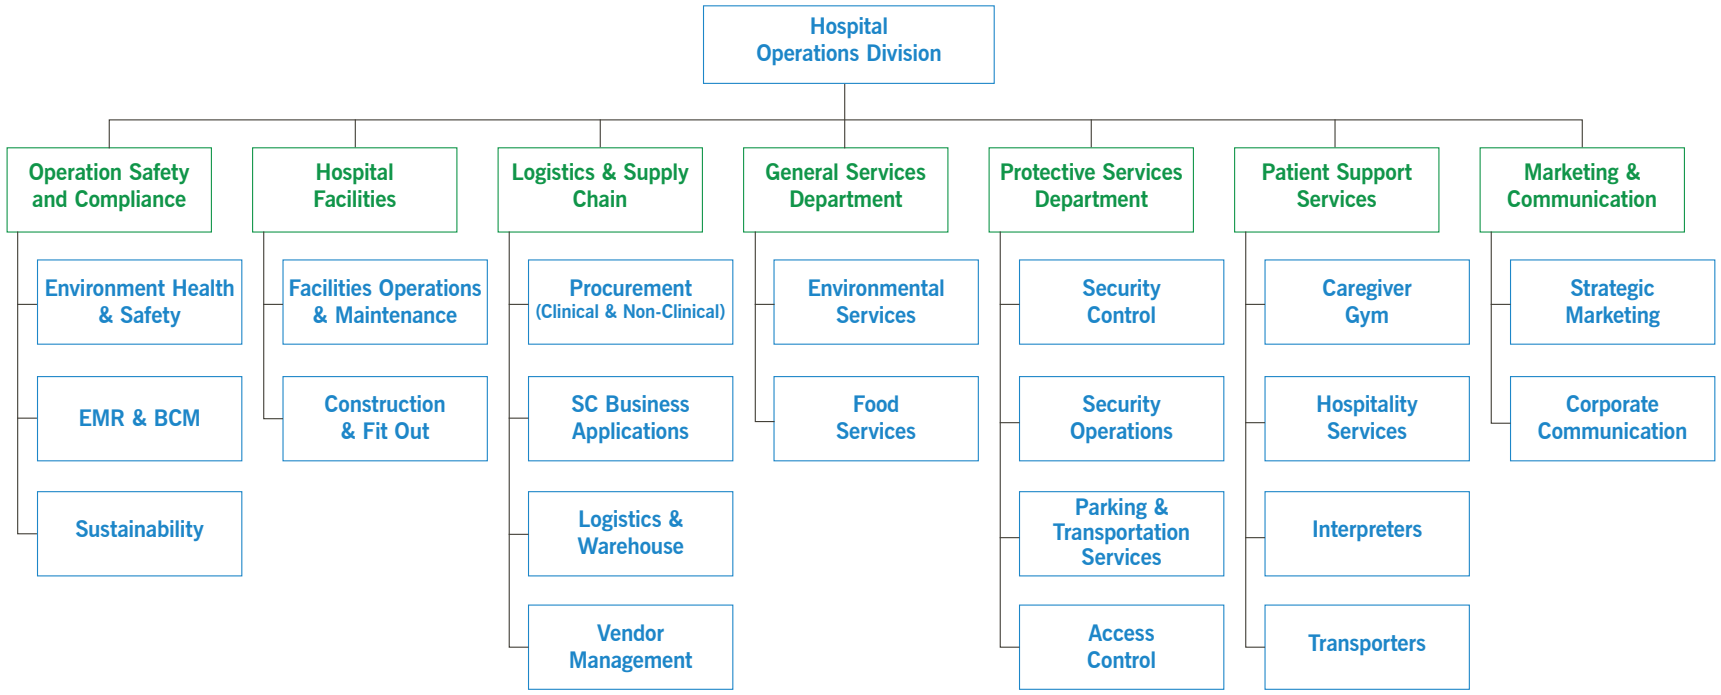 Hospital
Operations Division
Operation Safety
and Compliance
Environment Health
& Safety
EMR & BCM
Sustainability
Hospital
Facilities
Facilities Operations
& Maintenance
Construction
& Fit Out
Logistics & Supply
Chain
Procurement
(Clinical & Non-Clinical)
SC Business
Applications
Logistics &
Warehouse
Vendor
Management
General Services
Department
Environmental
Services
Food
Services
Protective Services
Department
Security
Control
Security
Operations
Parking &
Transportation
Services
Access
Control
Patient Support
Services
Caregiver
Gym
Hospitality
Services
Interpreters
Transporters
Marketing &
Communication
Strategic
Marketing
Corporate
Communication